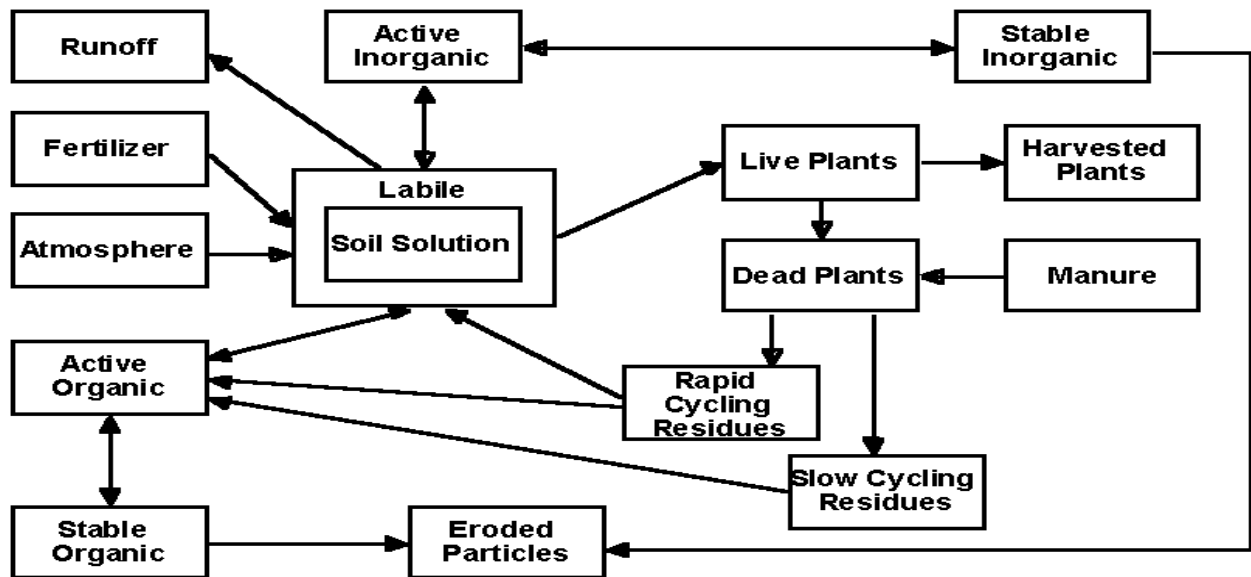 Runoff
Active
Inorganic
Stable
Inorganic
Fertilizer
Live Plants
Harvested
Plants
Labile
Soil Solution
Atmosphere
Dead Plants
Manure
Active
Organic
Rapid
Cycling
Residues
Slow Cycling
Residues
Stable
Organic
Eroded
Particles